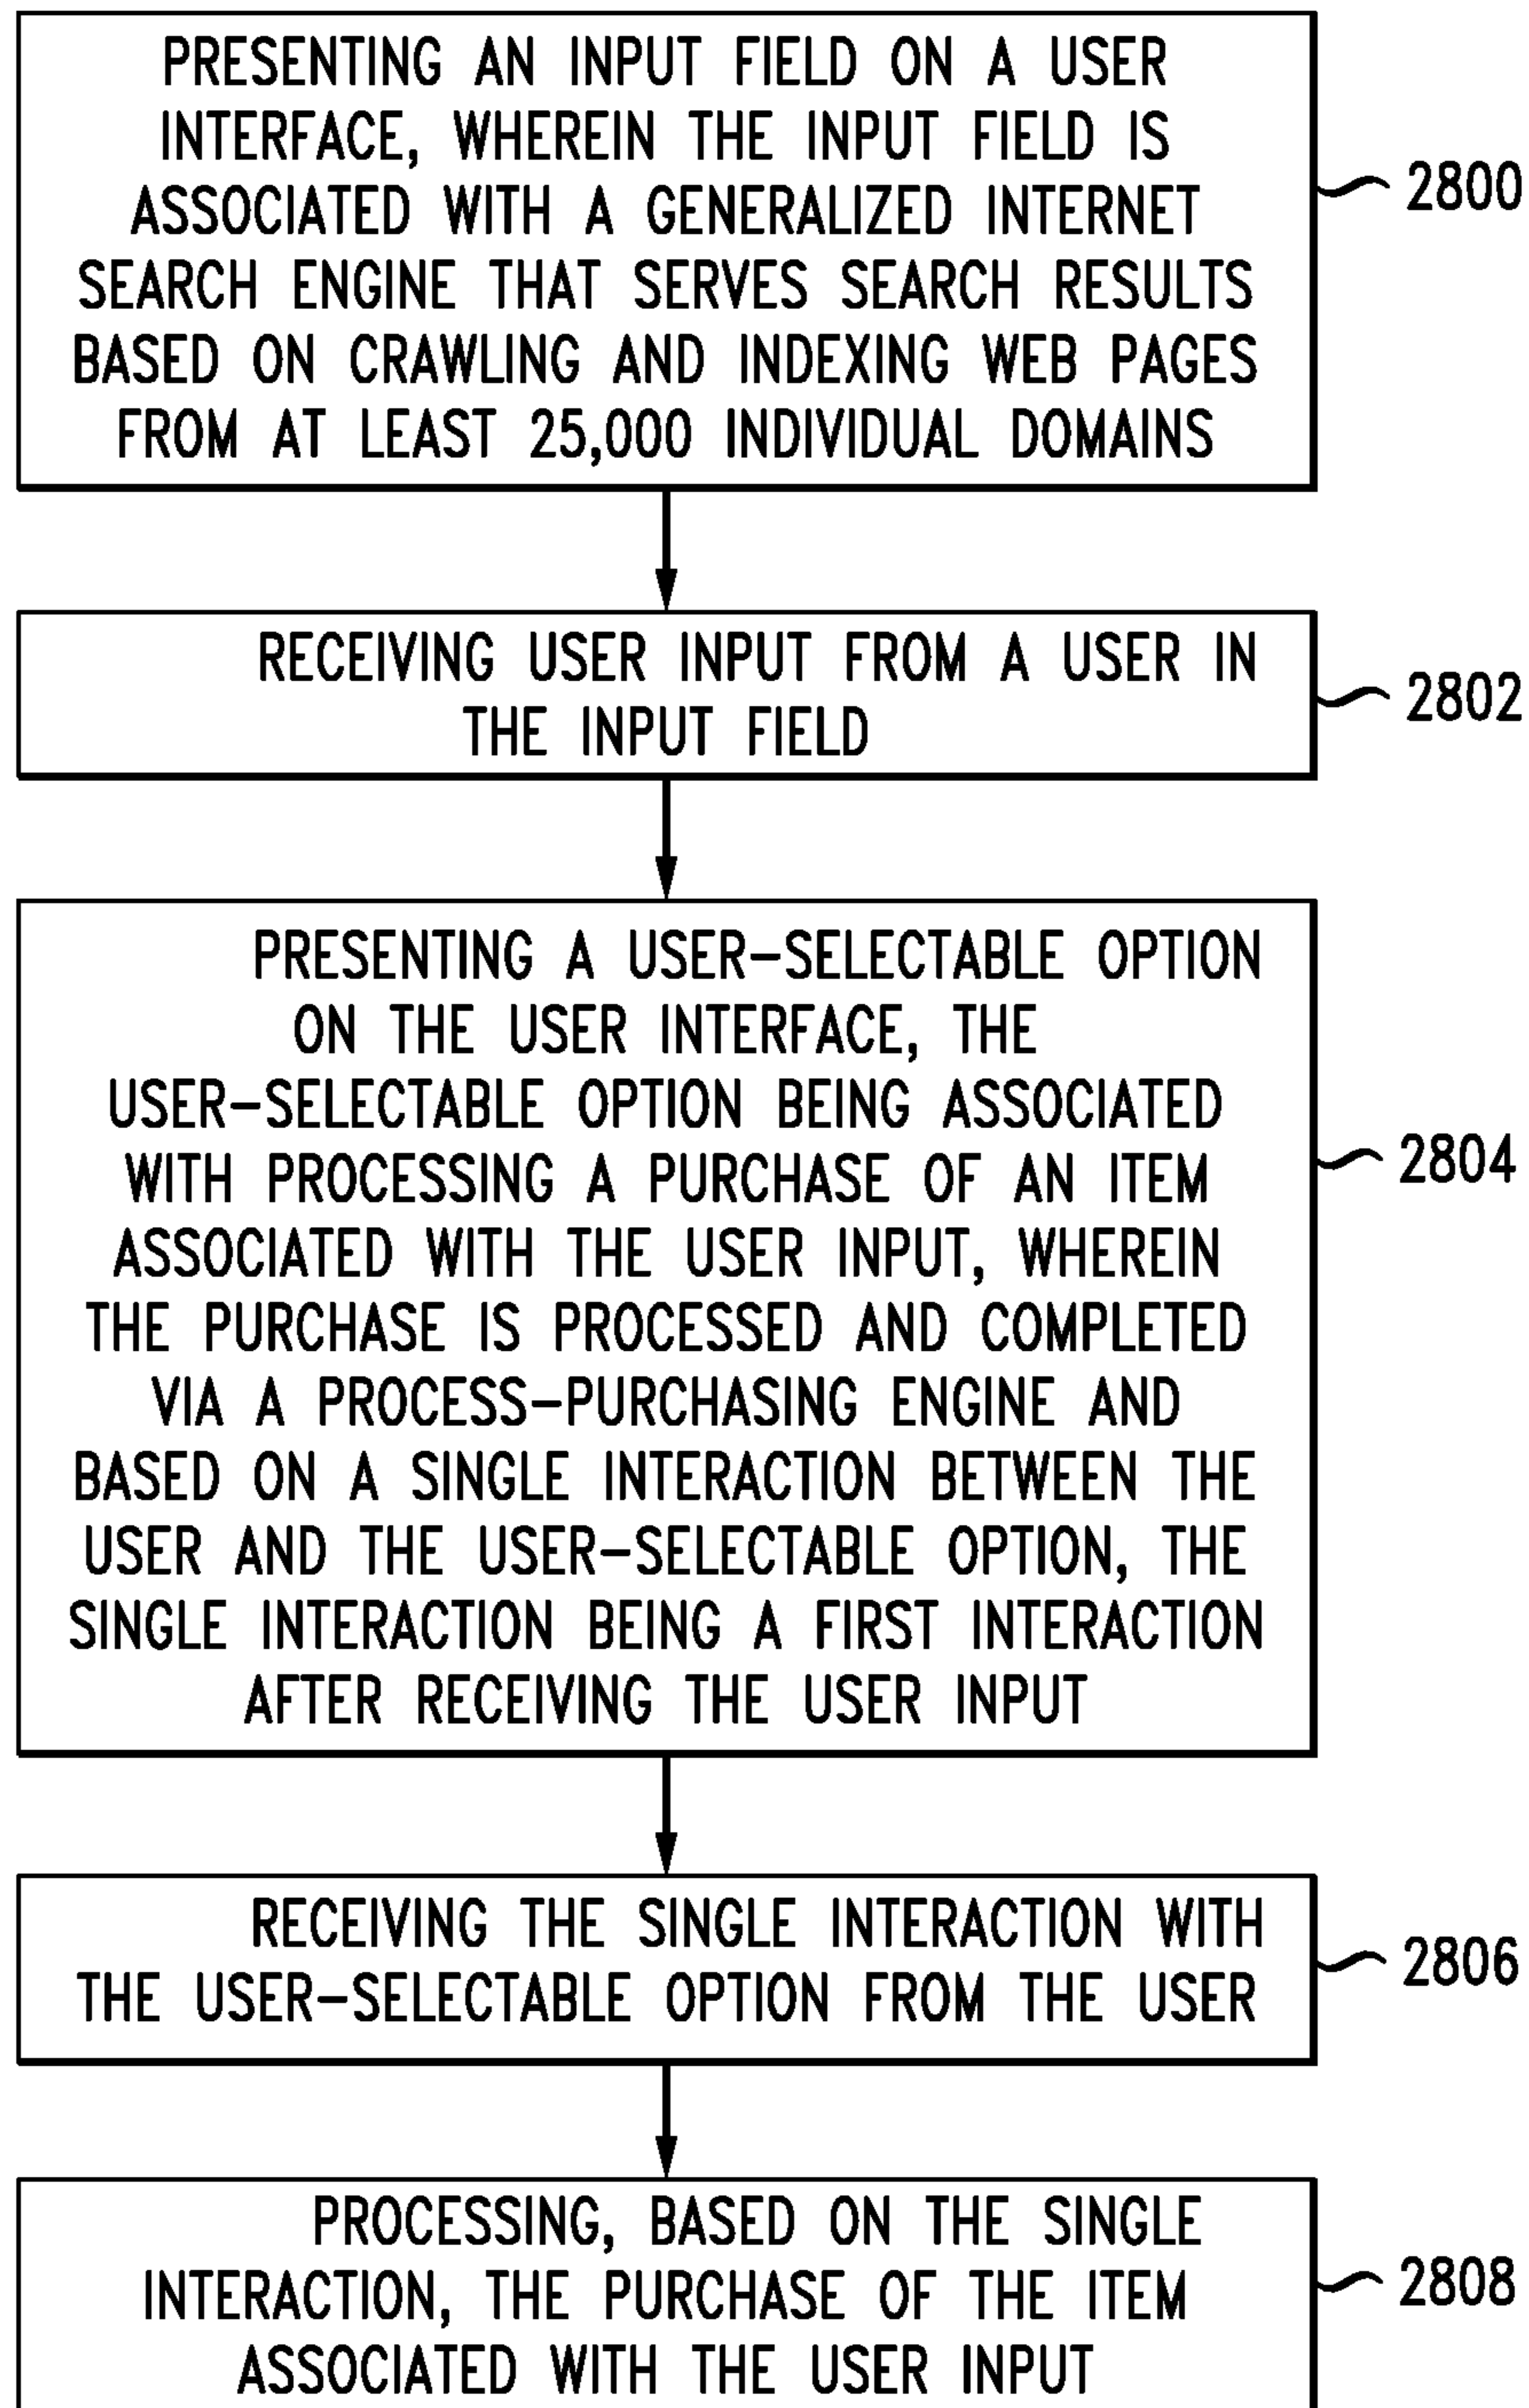 PRESENTING AN INPUT FIELD ON A USER
INTERFACE, WHEREIN THE INPUT FIELD IS
ASSOCIATED WITH A GENERALIZED INTERNET
SEARCH ENGINE THAT SERVES SEARCH RESULTS
BASED ON CRAWLING AND INDEXING WEB PAGES
FROM AT LEAST 25,000 INDIVIDUAL DOMAINS
2800
RECEIVING USER INPUT FROM A USER IN
THE INPUT FIELD
2802
PRESENTING A USER-SELECTABLE OPTION
ON THE USER INTERFACE, THE
USER-SELECTABLE OPTION BEING ASSOCIATED
WITH PROCESSING A PURCHASE OF AN ITEM
ASSOCIATED WITH THE USER INPUT, WHEREIN
THE PURCHASE IS PROCESSED AND COMPLETED
VIA A PROCESS-PURCHASING ENGINE AND
BASED ON A SINGLE INTERACTION BETWEEN THE
USER AND THE USER-SELECTABLE OPTION, THE
SINGLE INTERACTION BEING A FIRST INTERACTION
AFTER RECEIVING THE USER INPUT
2804
RECEIVING THE SINGLE INTERACTION WITH
THE USER-SELECTABLE OPTION FROM THE USER
2806
PROCESSING, BASED ON THE SINGLE
INTERACTION, THE PURCHASE OF THE ITEM
ASSOCIATED WITH THE USER INPUT
2808